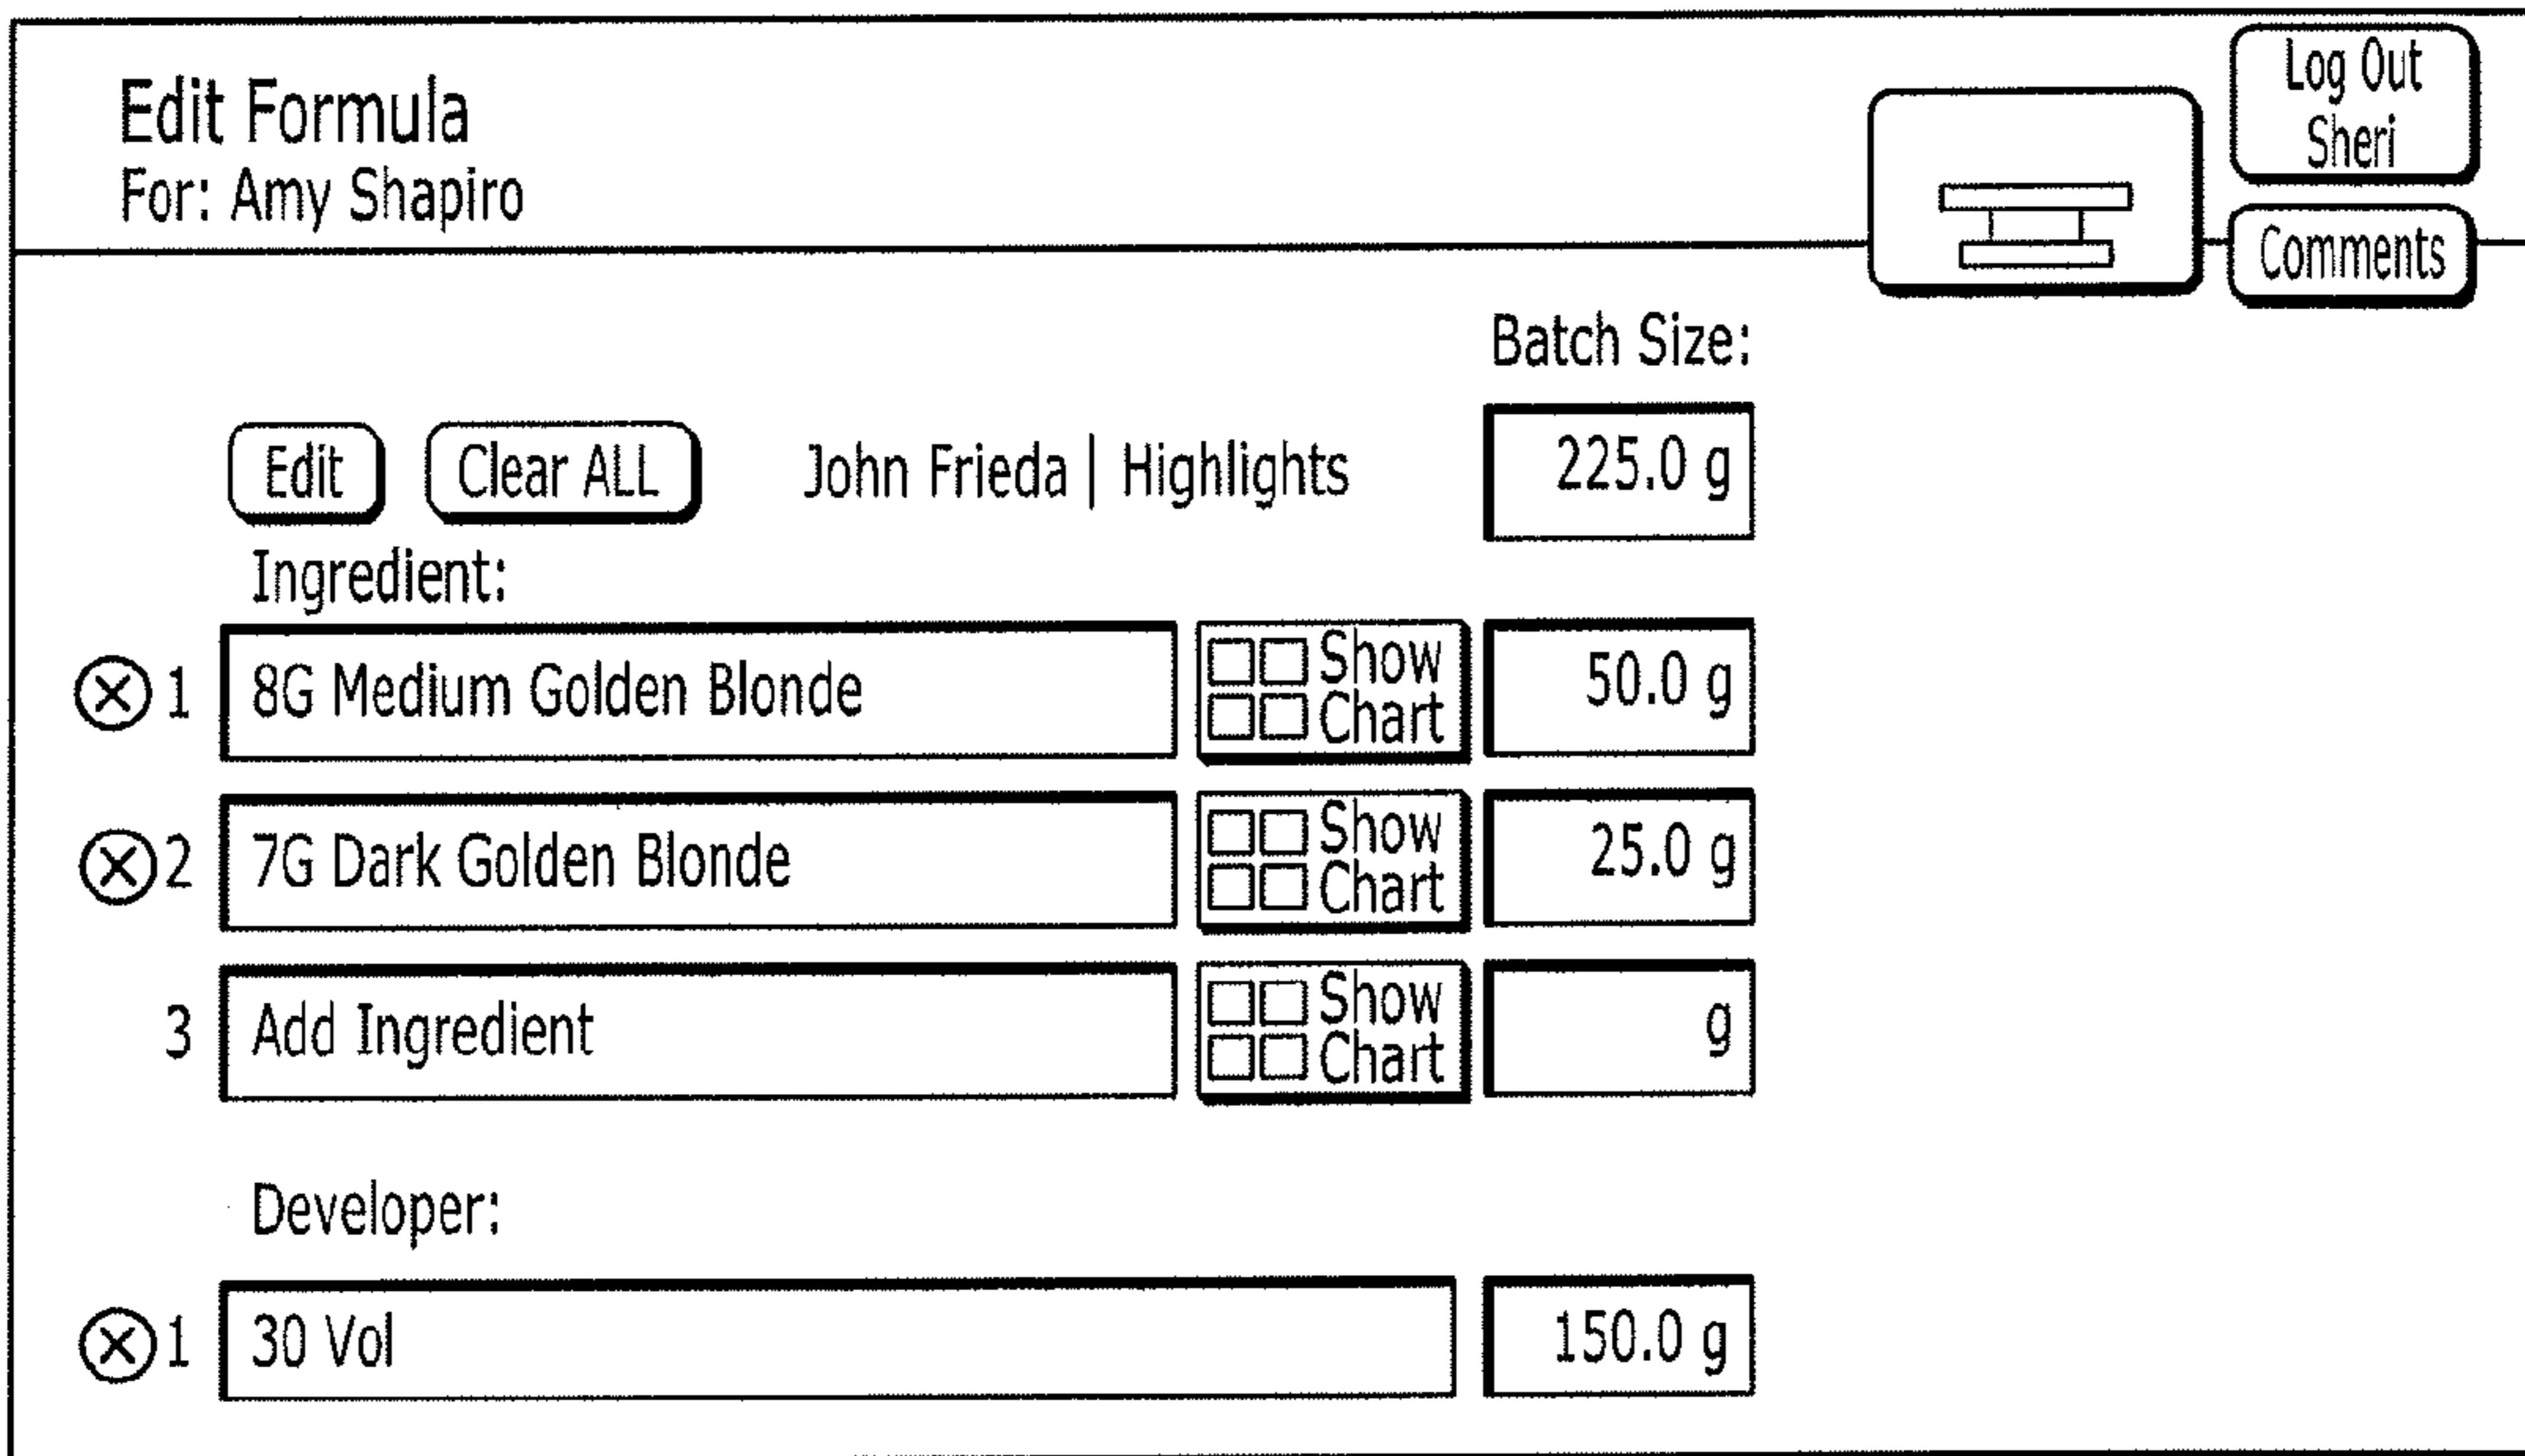 Edit Formula
For: Amy Shapiro
Log Out
Sheri
Comments
Batch Size:
Edit
Clear ALL
John Frieda | Highlights
225.0 g
Ingredient:
1
8G Medium Golden Blonde
Show
Chart
50.0 g
2
7G Dark Golden Blonde
Show
Chart
25.0 g
3
Add Ingredient
Show
Chart
g
Developer:
1
30 Vol
150.0 g